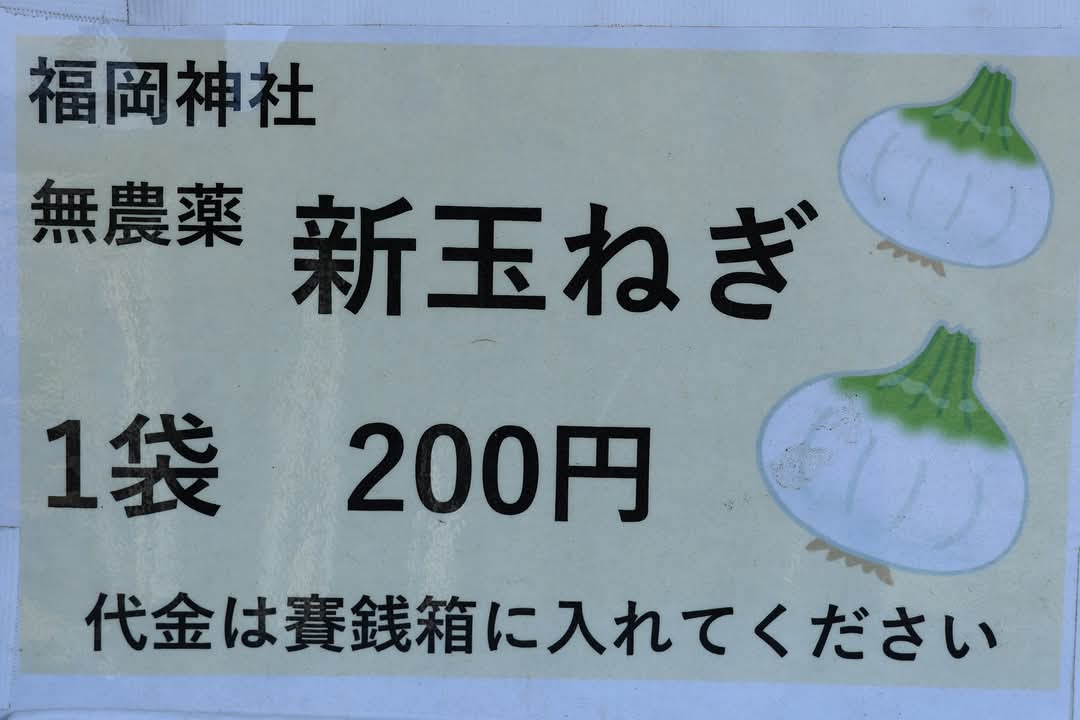 福岡神社
無農薬 新玉ねぎ
1袋 200円
代金は賽銭箱に入れてください